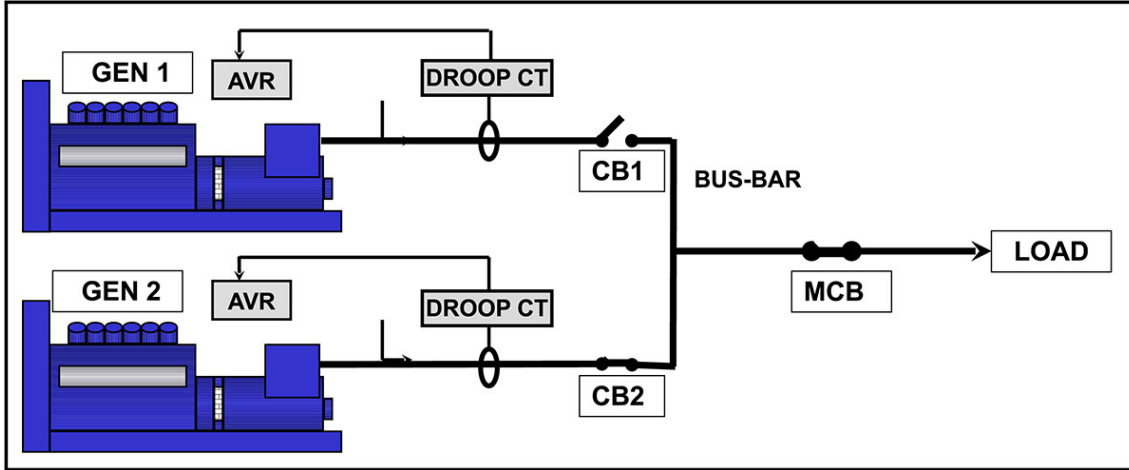 GEN 1
AVR
DROOP CT
CB1
BUS-BAR
LOAD
MCB
GEN 2
AVR
DROOP CT
CB2